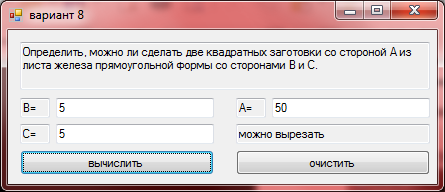 вариант 8
Определить, можно ли сделать две квадратных заготовки со стороной А из
листа железа прямоугольной формы со сторонами В и С.
В= 5 А= 50
С= 5 можно вырезать
вычислить очистить